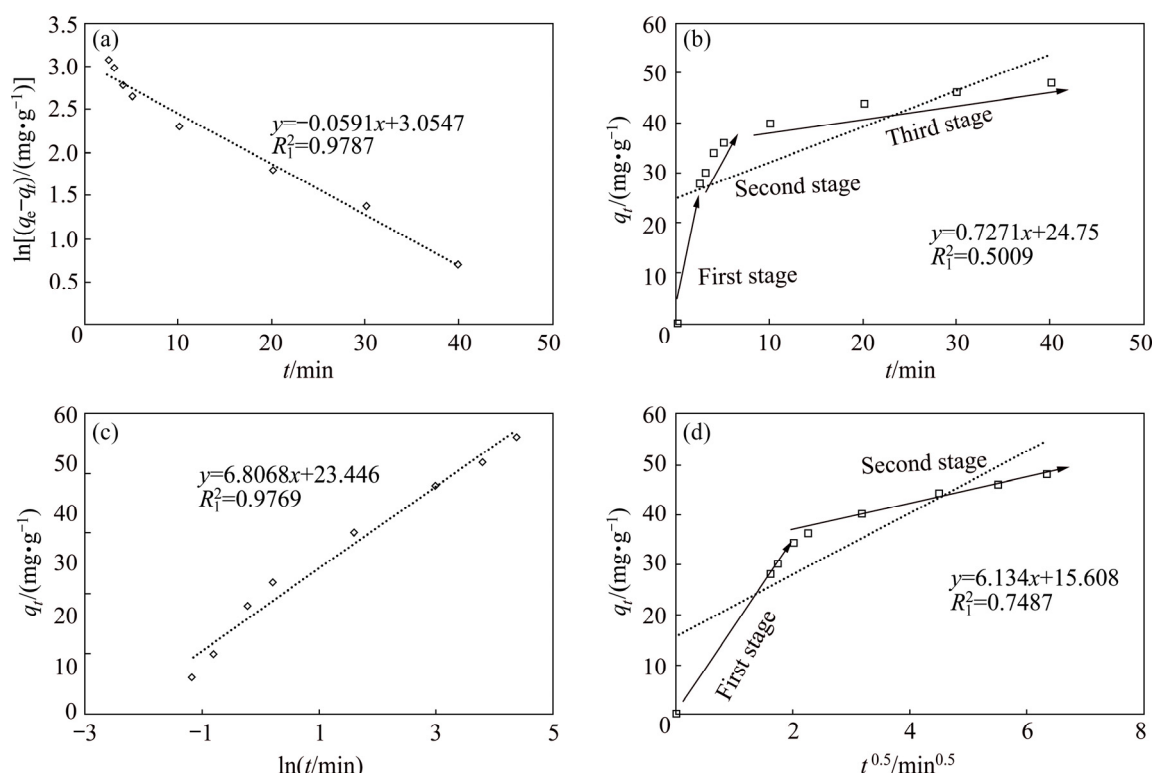 (a)
3.5
3.0
2.5
2.0
1.5
1.0
0.5
0
ln[(qe−qt)/(mg•g−1)]
y=−0.0591x+3.0547
R21=0.9787
10
20
30
40
50
t/min
(b)
60
50
40
30
20
10
0
qt/(mg•g−1)
Third stage
Second stage
First stage
y=0.7271x+24.75
R21=0.5009
10
20
30
40
50
t/min
(c)
60
50
40
30
20
10
0
qt/(mg•g−1)
y=6.8068x+23.446
R21=0.9769
−3
−1
1
3
5
ln(t/min)
(d)
60
50
40
30
20
10
0
qt/(mg•g−1)
Second stage
First stage
y=6.134x+15.608
R21=0.7487
2
4
6
8
t0.5/min0.5